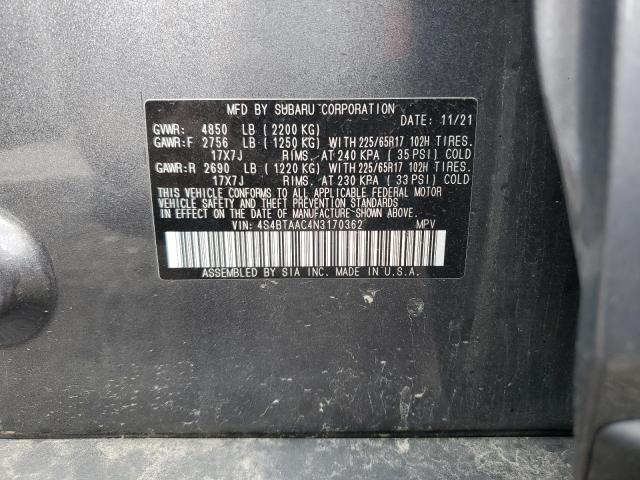 MFD BY SUBARU CORPORATION
DATE: 11/21
GVWR: 4850 LB (2200 KG)
GAWR:F 2756 LB (1250 KG) WITH 225/65R17 102H TIRES,
17X7J RIMS, AT 240 KPA (35 PSI) COLD
GAWR:R 2690 LB (1220 KG) WITH 225/65R17 102H TIRES,
17X7J RIMS, AT 230 KPA (33 PSI) COLD
THIS VEHICLE CONFORMS TO ALL APPLICABLE FEDERAL MOTOR
VEHICLE SAFETY, BUMPER, AND THEFT PREVENTION STANDARDS
IN EFFECT ON THE DATE OF MANUFACTURE SHOWN ABOVE.
VIN: 4S4BTAAC4N3170362 MPV
ASSEMBLED BY SIA INC. MADE IN U.S.A.